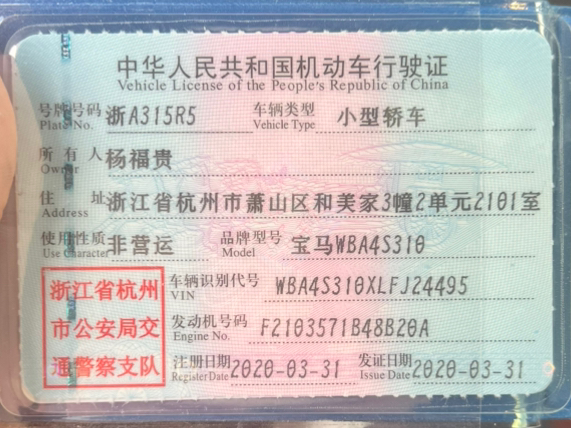 中华人民共和国机动车行驶证
Vehicle License of the People's Republic of China
号牌号码 浙A315R5 车辆类型 小型轿车
Plate No. Vehicle Type
所有人 杨福贵
Owner
住址 浙江省杭州市萧山区和美家3幢2单元2101室
Address
使用性质 非营运 品牌型号 宝马WBA4S310
Use Character Model
浙江省杭州
市公安局交
通警察支队
车辆识别代号 WBA4S310XLFJ24495
VIN
发动机号码 F2103571B48B20A
Engine No.
注册日期 2020-03-31 发证日期 2020-03-31
Register Date Issue Date